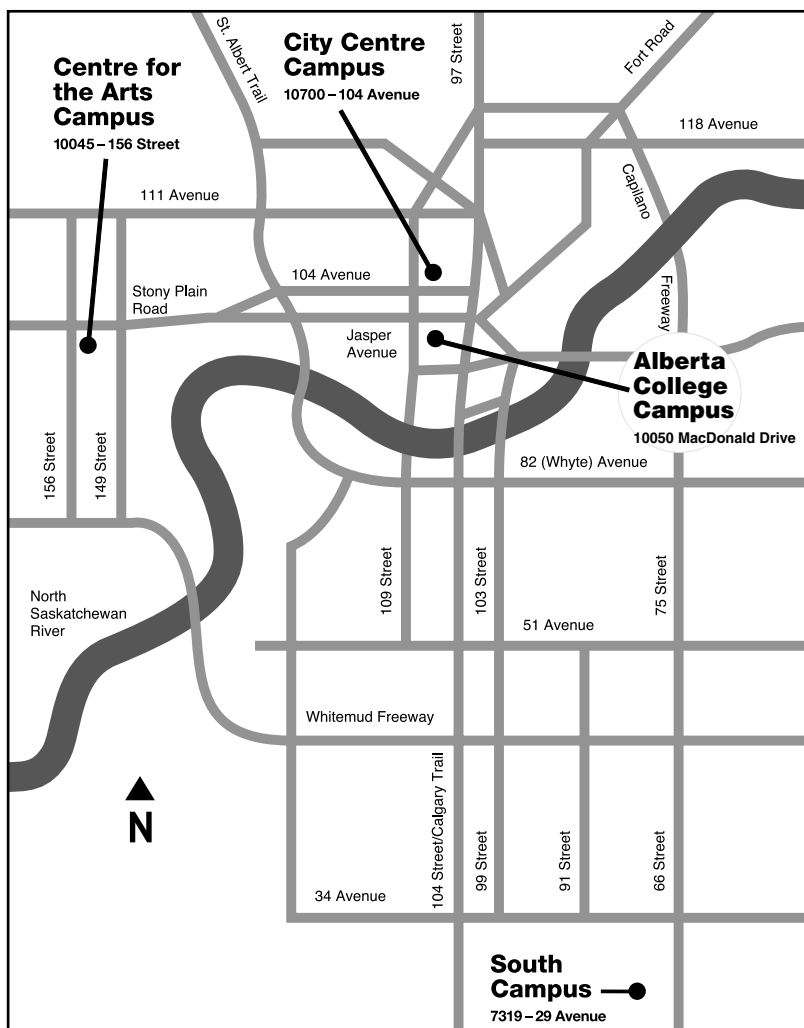 St. Albert Trail
City Centre
Campus
10700 – 104 Avenue
97 Street
Fort Road
Centre for
the Arts
Campus
10045 – 156 Street
118 Avenue
Capilano
Freeway
111 Avenue
104 Avenue
Stony Plain
Road
Jasper
Avenue
Alberta
College
Campus
10050 MacDonald Drive
156 Street
149 Street
82 (Whyte) Avenue
109 Street
103 Street
75 Street
North
Saskatchewan
River
51 Avenue
Whitemud Freeway
N
104 Street/Calgary Trail
99 Street
91 Street
66 Street
34 Avenue
South
Campus
7319 – 29 Avenue